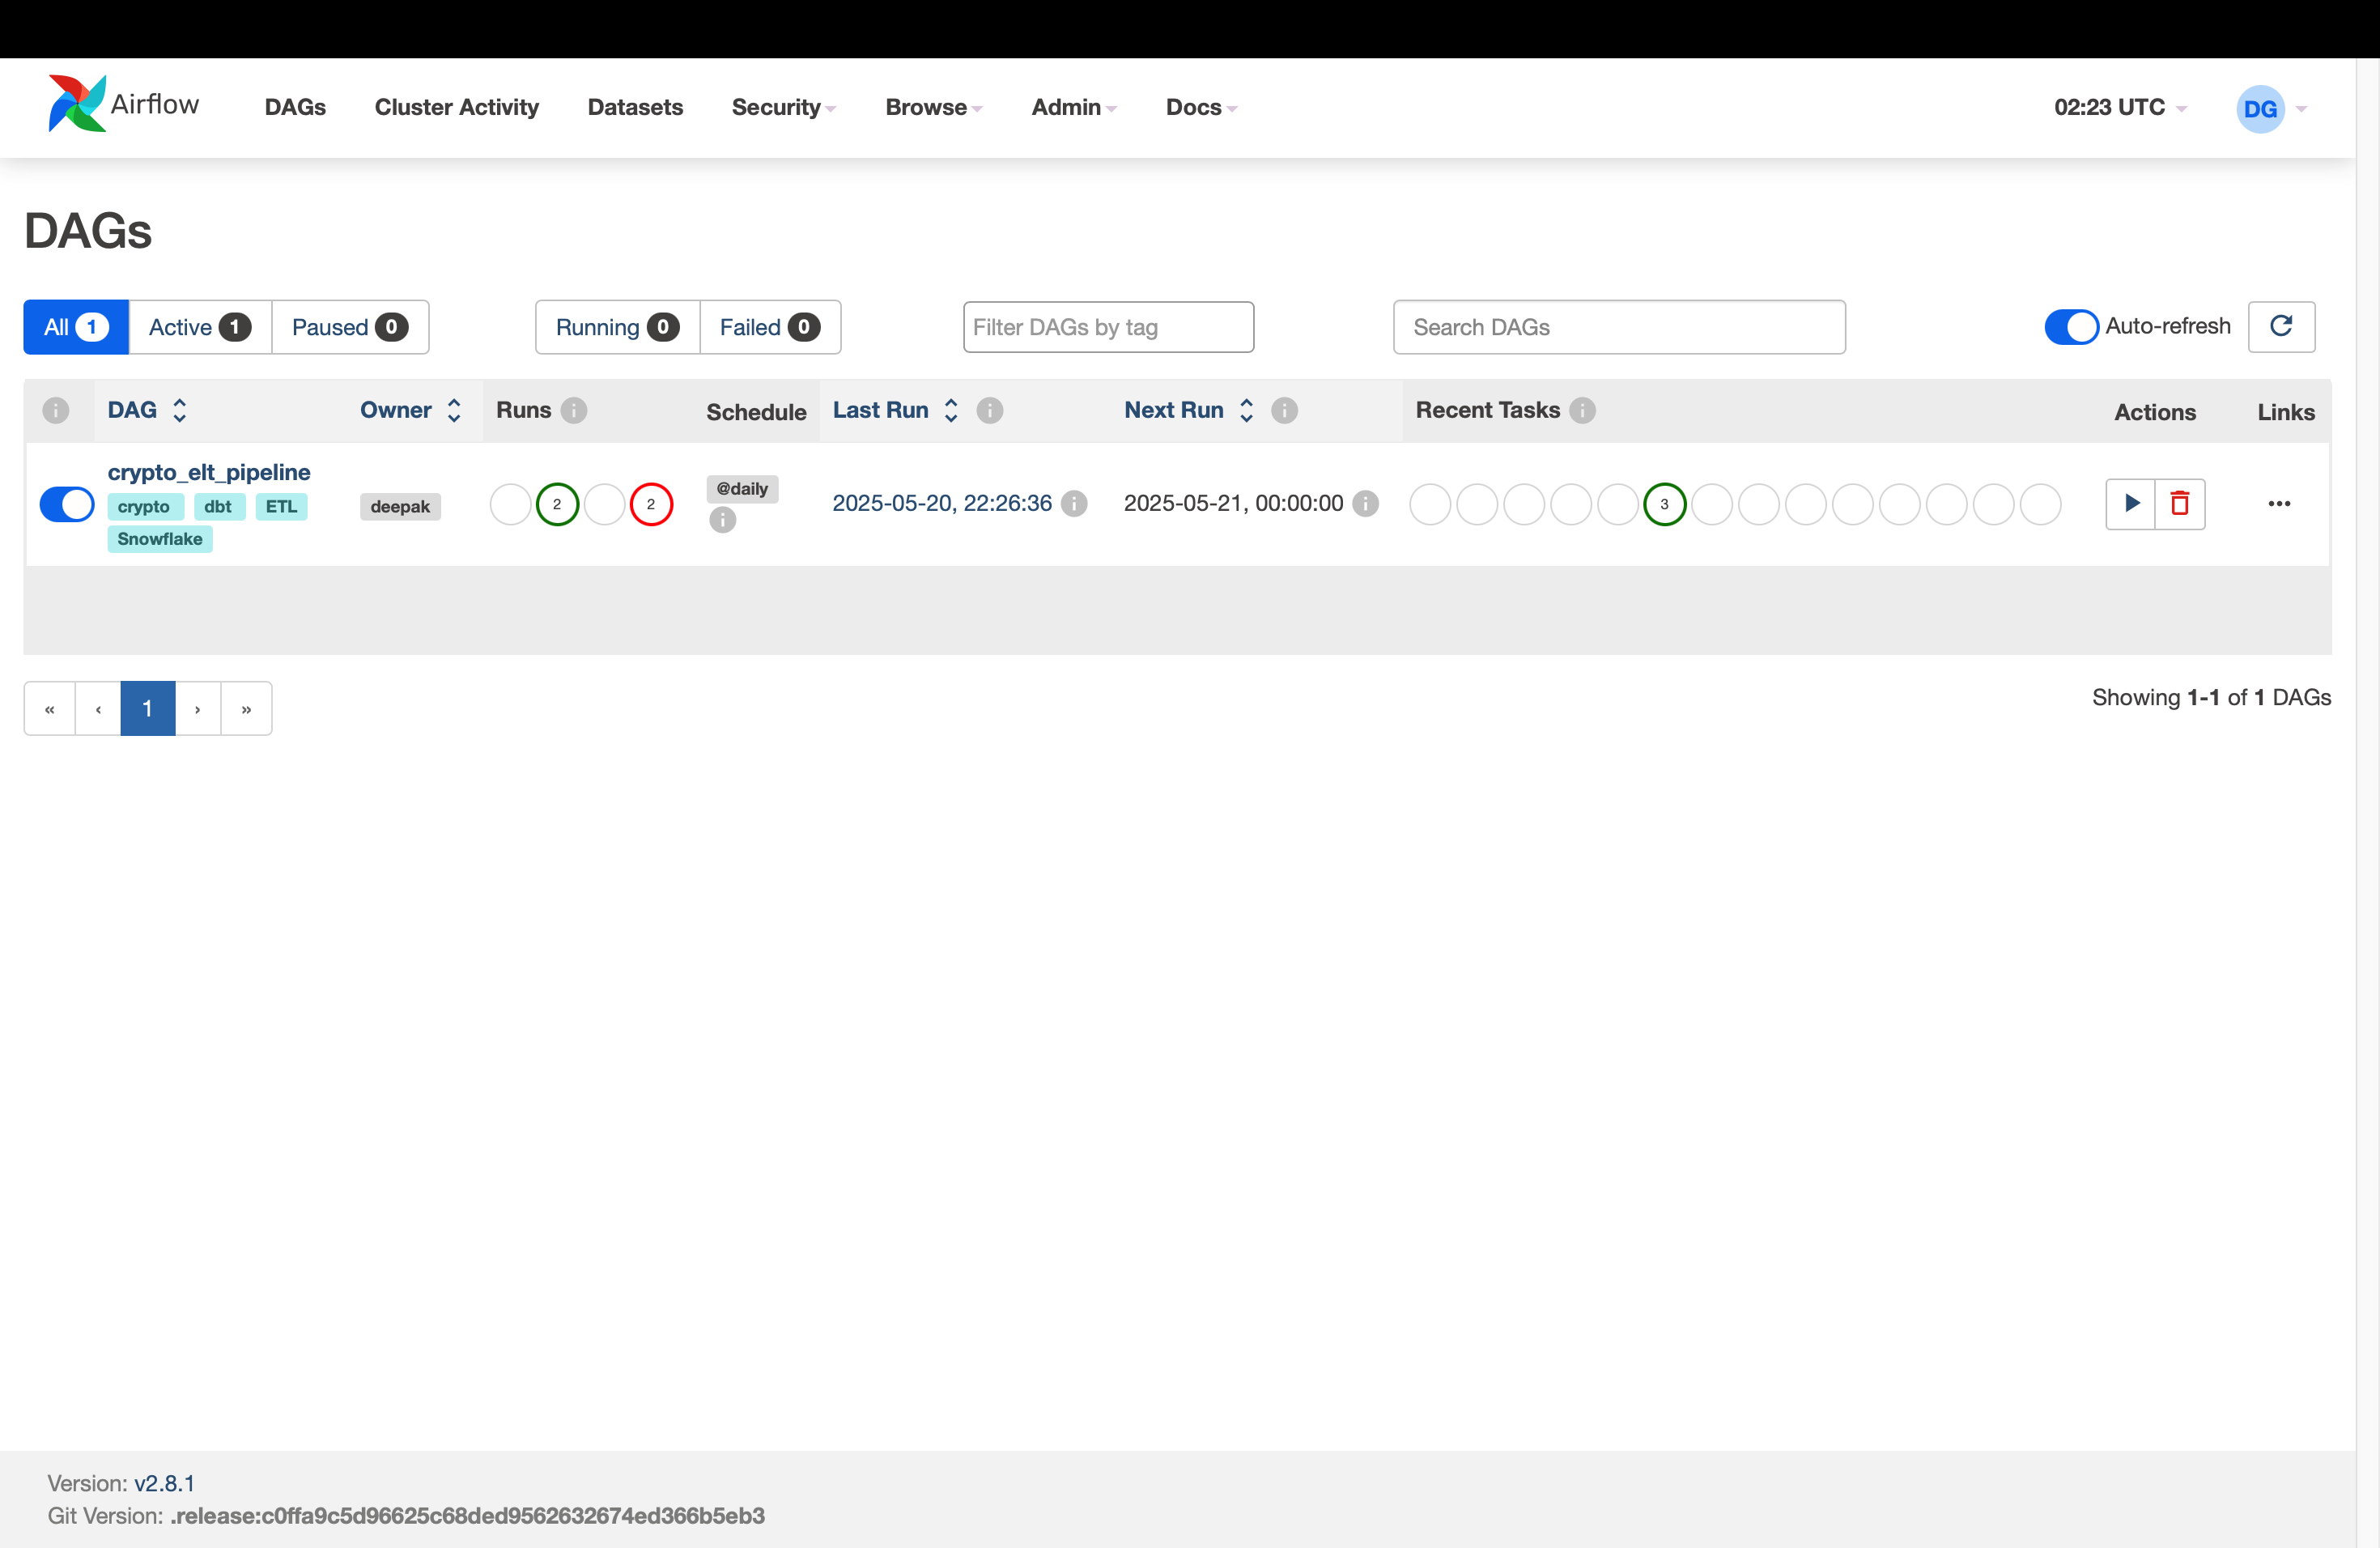 Airflow DAGs Cluster Activity Datasets Security Browse Admin Docs 02:23 UTC DG
DAGs
All 1 Active 1 Paused 0 Running 0 Failed 0 Filter DAGs by tag Search DAGs Auto-refresh
DAG Owner Runs Schedule Last Run Next Run Recent Tasks Actions Links
crypto_elt_pipeline
crypto dbt ETL
Snowflake
deepak 2 2 @daily 2025-05-20, 22:26:36 2025-05-21, 00:00:00 3
« ‹ 1 › »
Showing 1-1 of 1 DAGs
Version: v2.8.1
Git Version: .release:c0ffa9c5d96625c68ded9562632674ed366b5eb3